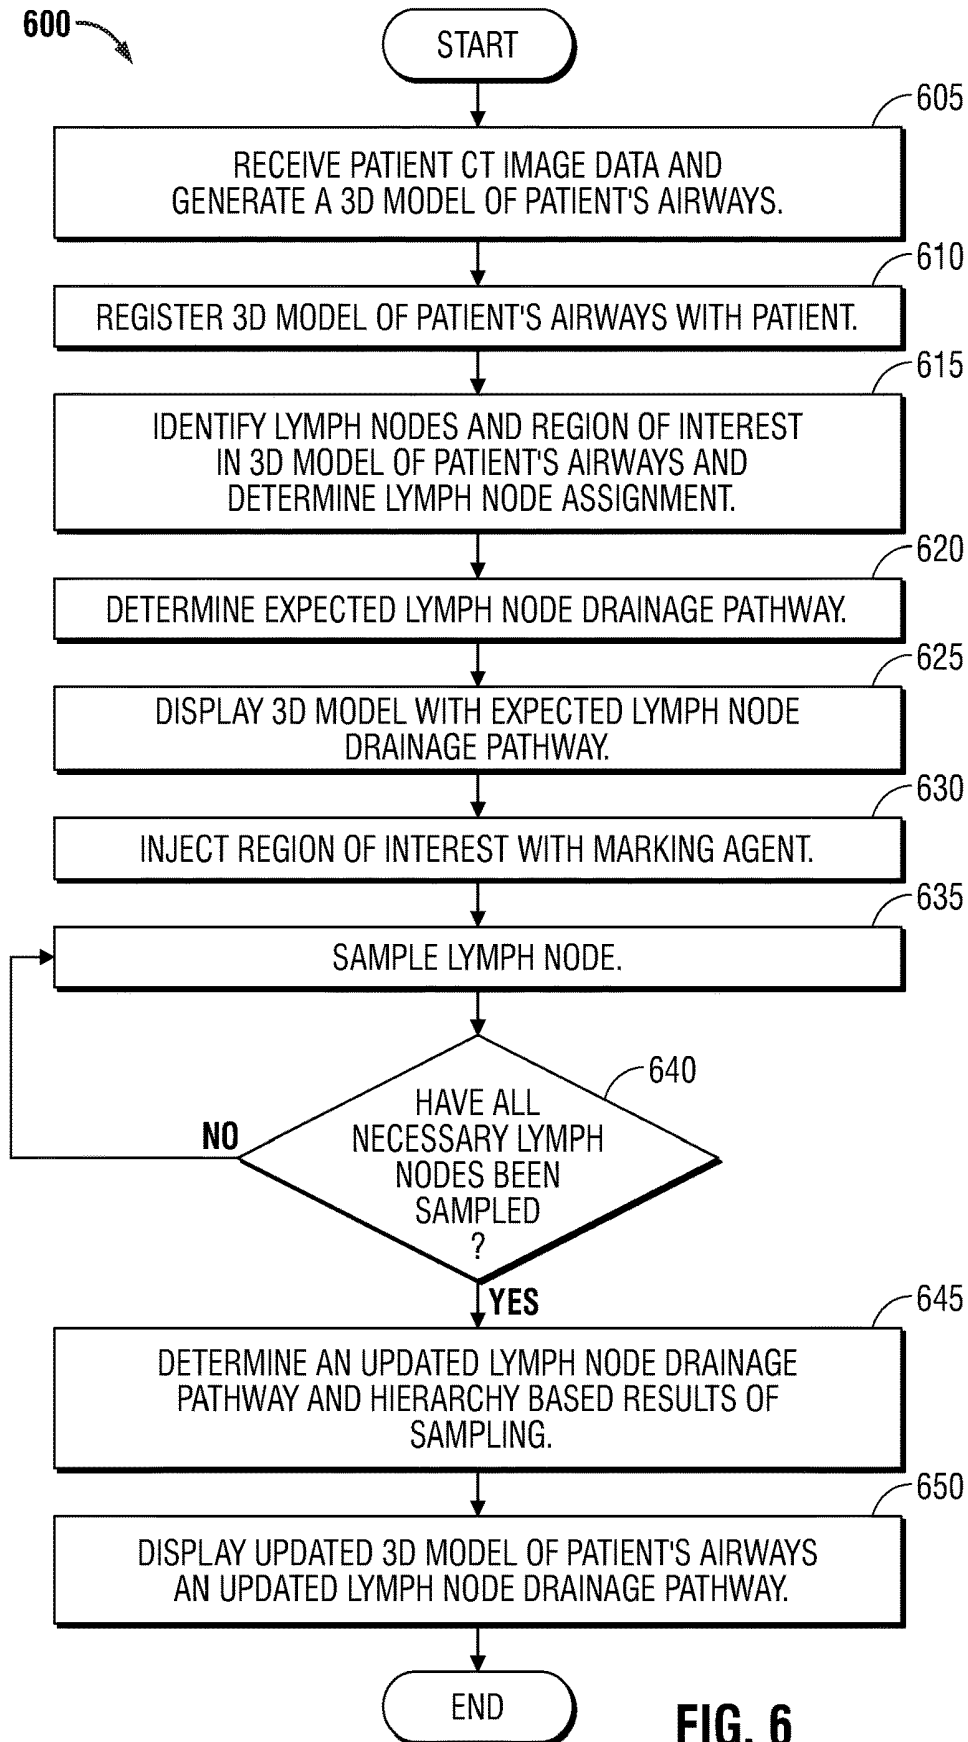 600
START
605
RECEIVE PATIENT CT IMAGE DATA AND
GENERATE A 3D MODEL OF PATIENT'S AIRWAYS.
610
REGISTER 3D MODEL OF PATIENT'S AIRWAYS WITH PATIENT.
615
IDENTIFY LYMPH NODES AND REGION OF INTEREST
IN 3D MODEL OF PATIENT'S AIRWAYS AND
DETERMINE LYMPH NODE ASSIGNMENT.
620
DETERMINE EXPECTED LYMPH NODE DRAINAGE PATHWAY.
625
DISPLAY 3D MODEL WITH EXPECTED LYMPH NODE
DRAINAGE PATHWAY.
630
INJECT REGION OF INTEREST WITH MARKING AGENT.
635
SAMPLE LYMPH NODE.
640
HAVE ALL
NECESSARY LYMPH
NODES BEEN
SAMPLED
?
NO
YES
645
DETERMINE AN UPDATED LYMPH NODE DRAINAGE
PATHWAY AND HIERARCHY BASED RESULTS OF
SAMPLING.
650
DISPLAY UPDATED 3D MODEL OF PATIENT'S AIRWAYS
AN UPDATED LYMPH NODE DRAINAGE PATHWAY.
END
FIG. 6